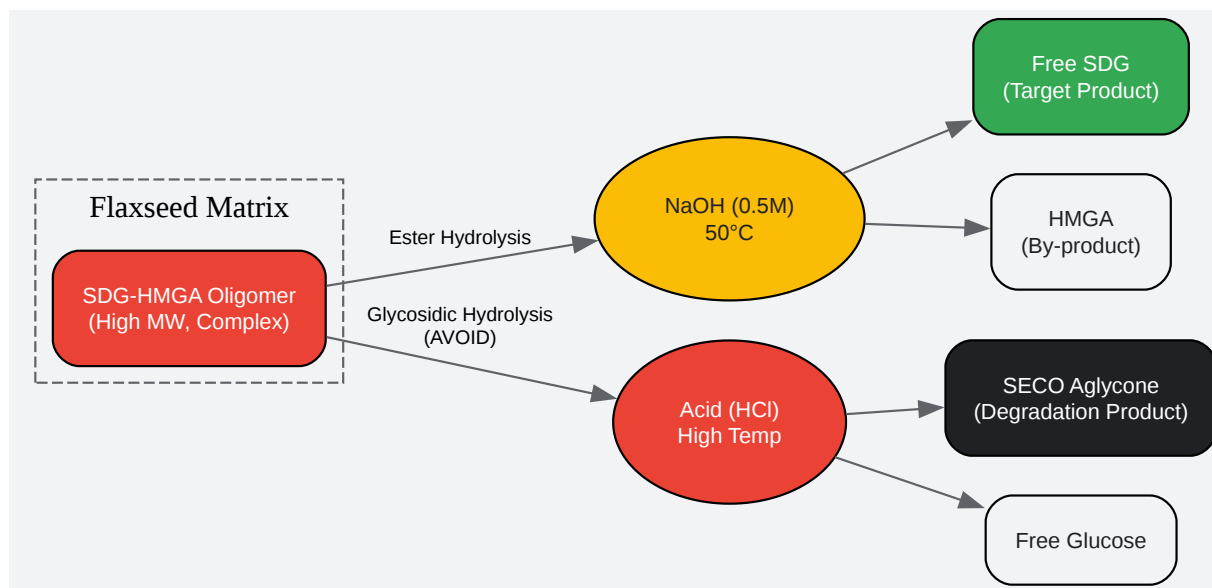 Flaxseed Matrix
SDG-HMGA Oligomer
(High MW, Complex)
Ester Hydrolysis
Glycosidic Hydrolysis
(AVOID)
NaOH (0.5M)
50°C
Acid (HCl)
High Temp
Free SDG
(Target Product)
HMGA
(By-product)
SECO Aglycone
(Degradation Product)
Free Glucose